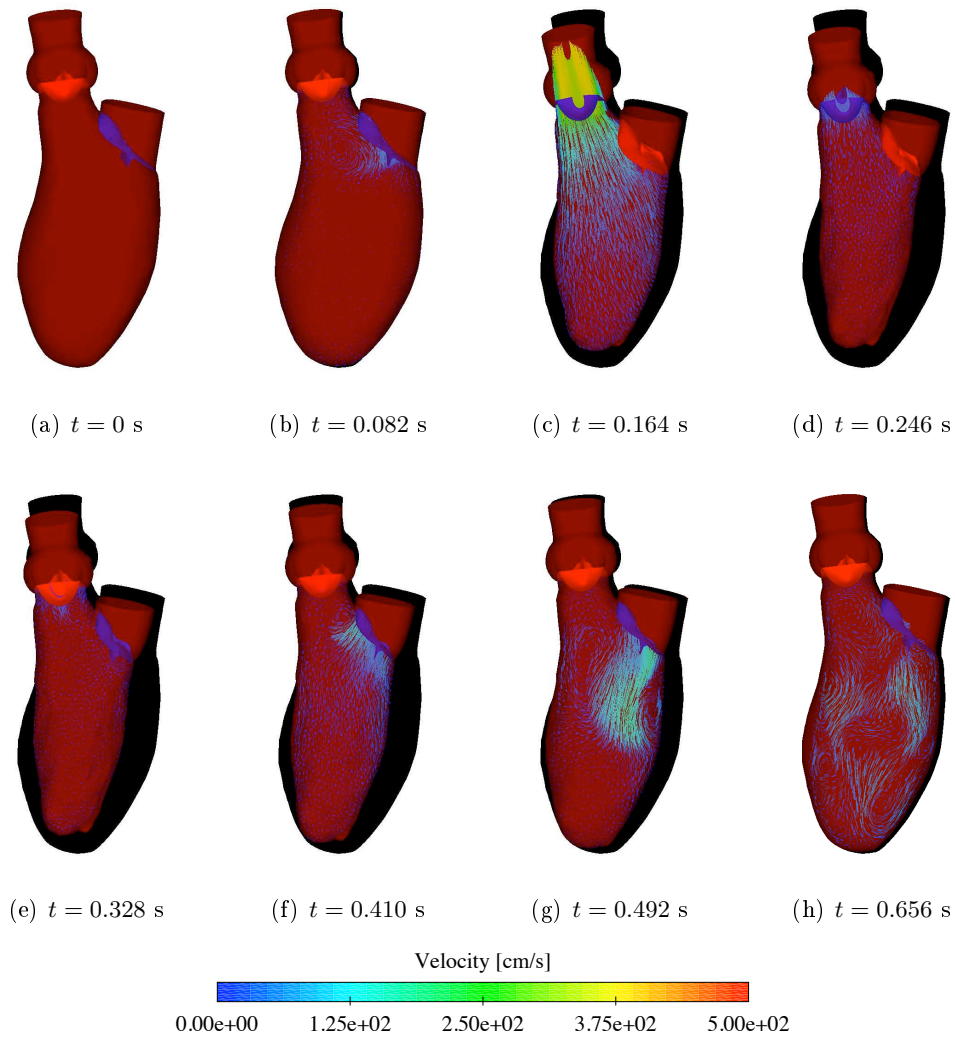 (a) t = 0 s
(b) t = 0.082 s
(c) t = 0.164 s
(d) t = 0.246 s
(e) t = 0.328 s
(f) t = 0.410 s
(g) t = 0.492 s
(h) t = 0.656 s
Velocity [cm/s]
0.00e+00 1.25e+02 2.50e+02 3.75e+02 5.00e+02